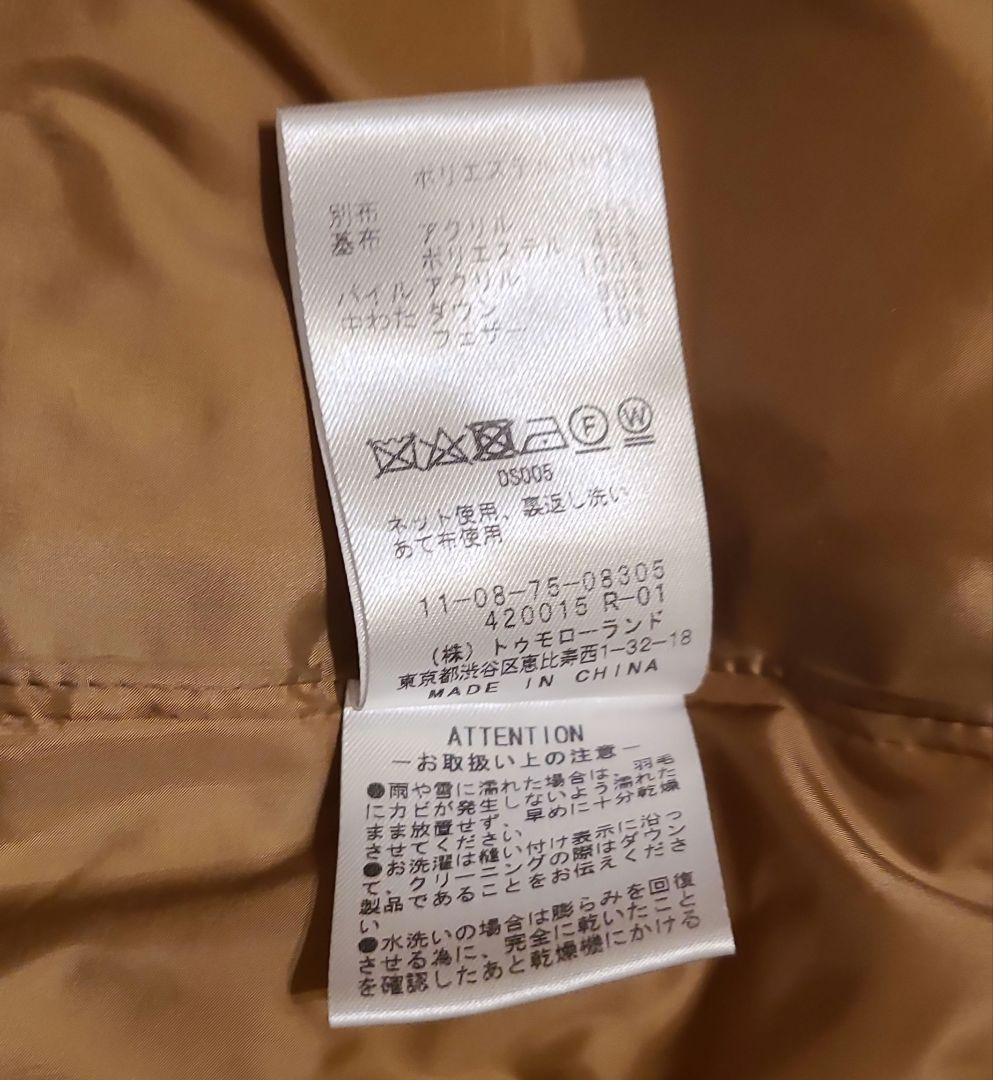 ポリエステル 100%
別布
基布 アクリル
ポリエステル
パイル アクリル 100%
中わた ダウン 90%
フェザー 10%
F W
DS005
ネット使用、裏返し洗い
あて布使用
11-08-75-08305
420015 R-01
(株) トゥモローランド
東京都渋谷区恵比寿西1-32-18
MADE IN CHINA
ATTENTION
－お取扱い上の注意－
●雨や雪に濡れた場合は、羽毛
にカビが発生しないよう濡れた
まま放置せず、早めに十分乾燥
させてください
●お洗濯は縫い付け表示に沿っ
て、クリーニングの際はダウン
製品であることをお伝えくださ
い
●水洗いの場合は膨らみを回復
させる為に、完全に乾いたこと
を確認したあと乾燥機にかける